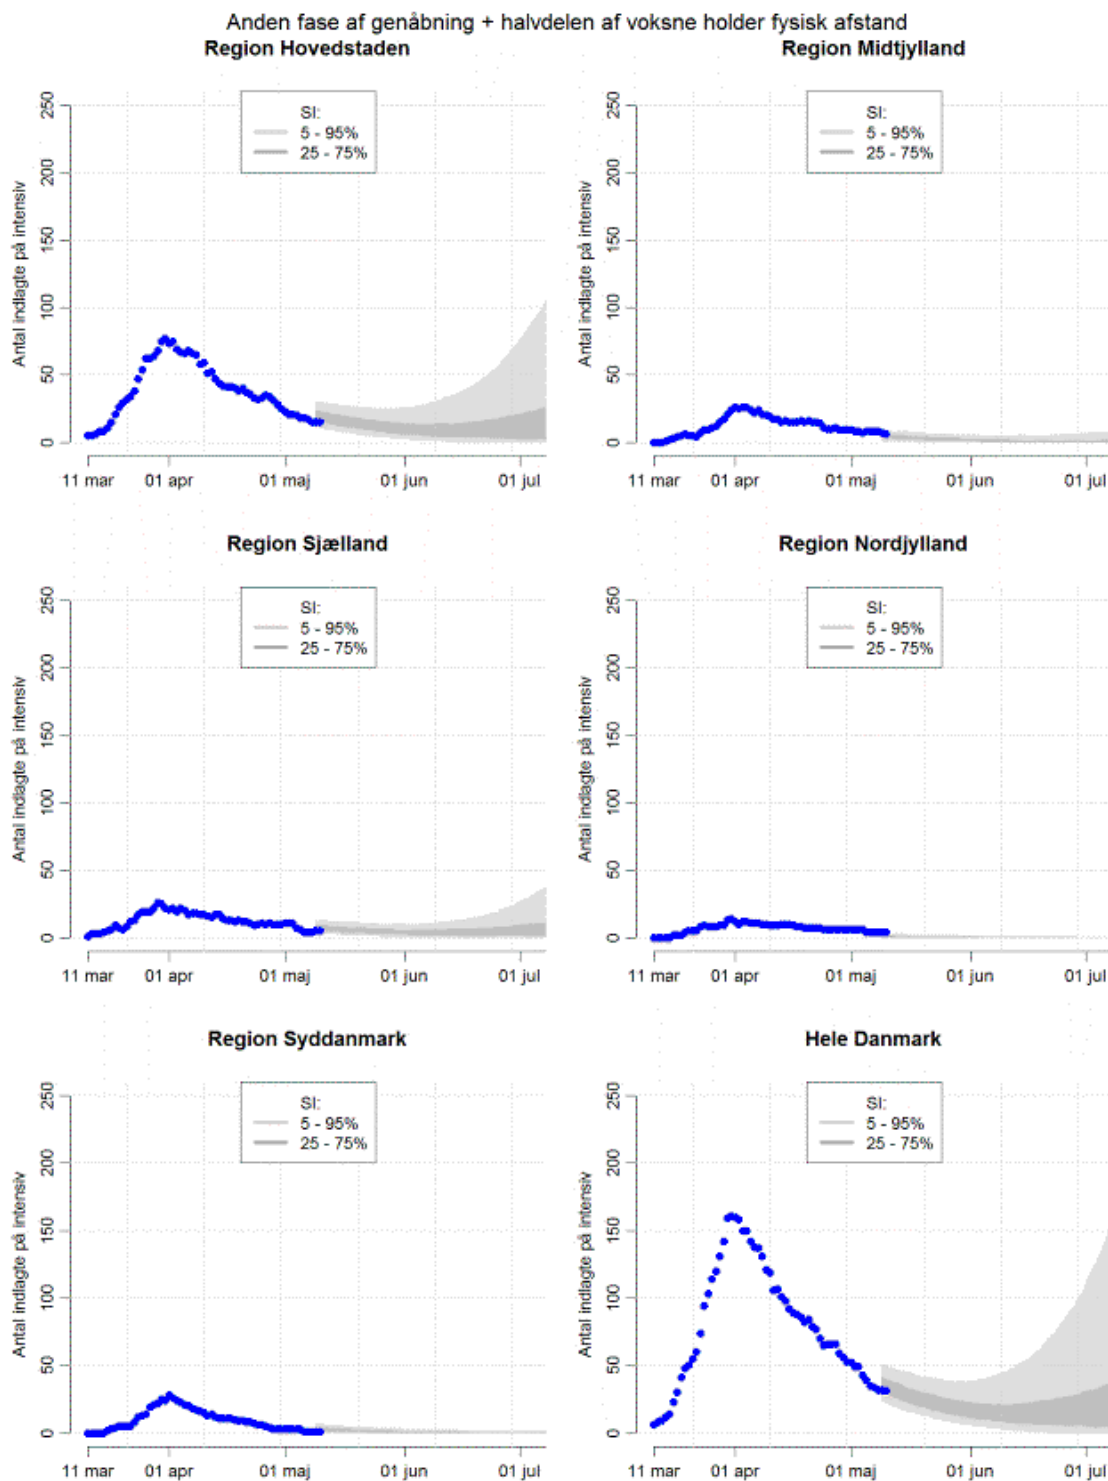 Anden fase af genåbning + halvdelen af voksne holder fysisk afstand
Region Hovedstaden
Antal indlagte på intensiv
250
200
150
100
50
0
SI:
5 - 95%
25 - 75%
11 mar 01 apr 01 maj 01 jun 01 jul
Region Midtjylland
Antal indlagte på intensiv
250
200
150
100
50
0
SI:
5 - 95%
25 - 75%
11 mar 01 apr 01 maj 01 jun 01 jul
Region Sjælland
Antal indlagte på intensiv
250
200
150
100
50
0
SI:
5 - 95%
25 - 75%
11 mar 01 apr 01 maj 01 jun 01 jul
Region Nordjylland
Antal indlagte på intensiv
250
200
150
100
50
0
SI:
5 - 95%
25 - 75%
11 mar 01 apr 01 maj 01 jun 01 jul
Region Syddanmark
Antal indlagte på intensiv
250
200
150
100
50
0
SI:
5 - 95%
25 - 75%
11 mar 01 apr 01 maj 01 jun 01 jul
Hele Danmark
Antal indlagte på intensiv
250
200
150
100
50
0
SI:
5 - 95%
25 - 75%
11 mar 01 apr 01 maj 01 jun 01 jul